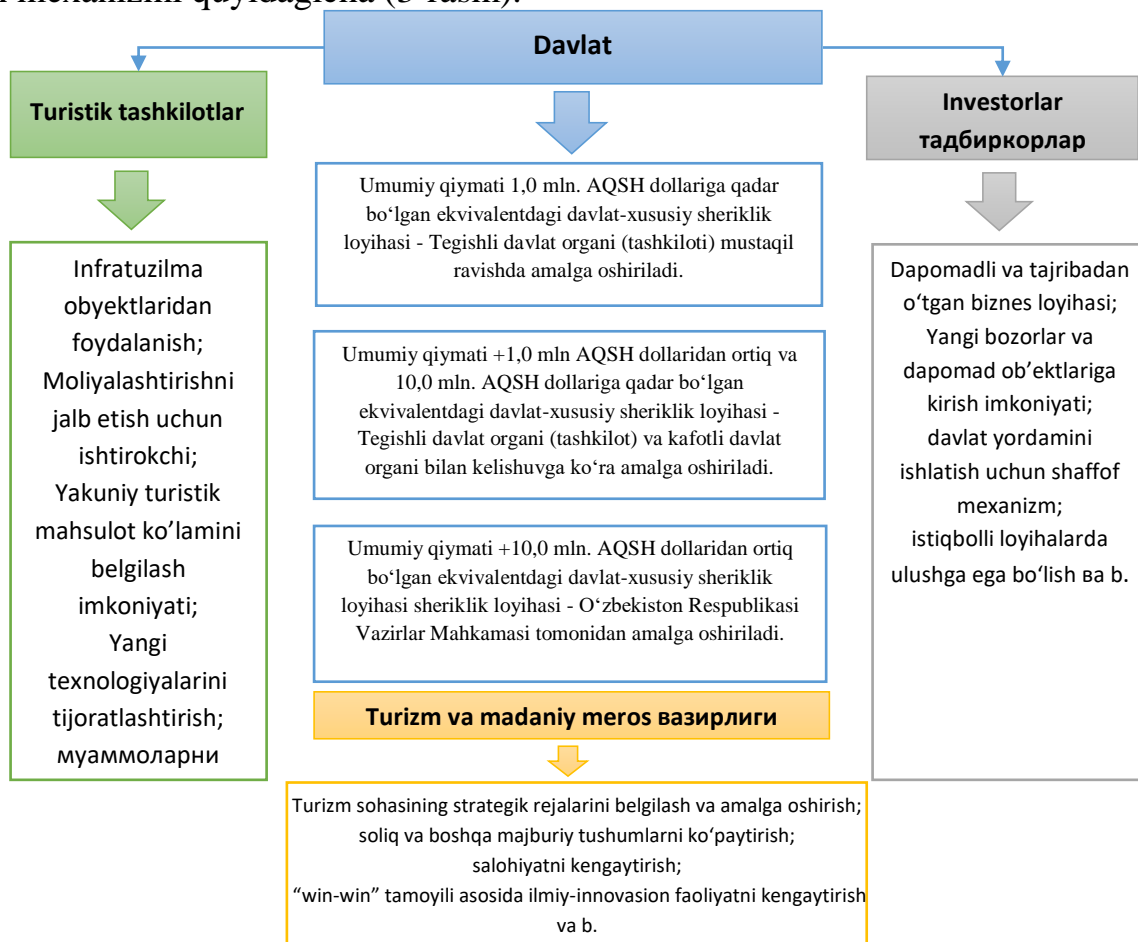 mexanizmi quyidagicha (3-rasm).
Davlat
Turistik tashkilotlar
Investorlar
тадбиркорлар
Umumiy qiymati 1,0 mln. AQSH dollariga qadar
bo‘lgan ekvivalentdagi davlat-xususiy sheriklik
loyihasi - Tegishli davlat organi (tashkiloti) mustaqil
ravishda amalga oshiriladi.
Umumiy qiymati +1,0 mln AQSH dollaridan ortiq va
10,0 mln. AQSH dollariga qadar bo‘lgan
ekvivalentdagi davlat-xususiy sheriklik loyihasi -
Tegishli davlat organi (tashkilot) va kafotli davlat
organi bilan kelishuvga ko‘ra amalga oshiriladi.
Umumiy qiymati +10,0 mln. AQSH dollaridan ortiq
bo‘lgan ekvivalentdagi davlat-xususiy sheriklik
loyihasi sheriklik loyihasi - O‘zbekiston Respublikasi
Vazirlar Mahkamasi tomonidan amalga oshiriladi.
Infratuzilma
obyektlaridan
foydalanish;
Moliyalashtirishni
jalb etish uchun
ishtirokchi;
Yakuniy turistik
mahsulot ko’lamini
belgilash
imkoniyati;
Yangi
texnologiyalarini
tijoratlashtirish;
муаммоларни
Dapomadli va tajribadan
o‘tgan biznes loyihasi;
Yangi bozorlar va
dapomad ob’ektlariga
kirish imkoniyati;
davlat yordamini
ishlatish uchun shaffof
mexanizm;
istiqbolli loyihalarda
ulushga ega bo‘lish ва b.
Turizm va madaniy meros вазирлиги
Turizm sohasining strategik rejalarini belgilash va amalga oshirish;
soliq va boshqa majburiy tushumlarni ko‘paytirish;
salohiyatni kengaytirish;
“win-win” tamoyili asosida ilmiy-innovasion faoliyatni kengaytirish
va b.